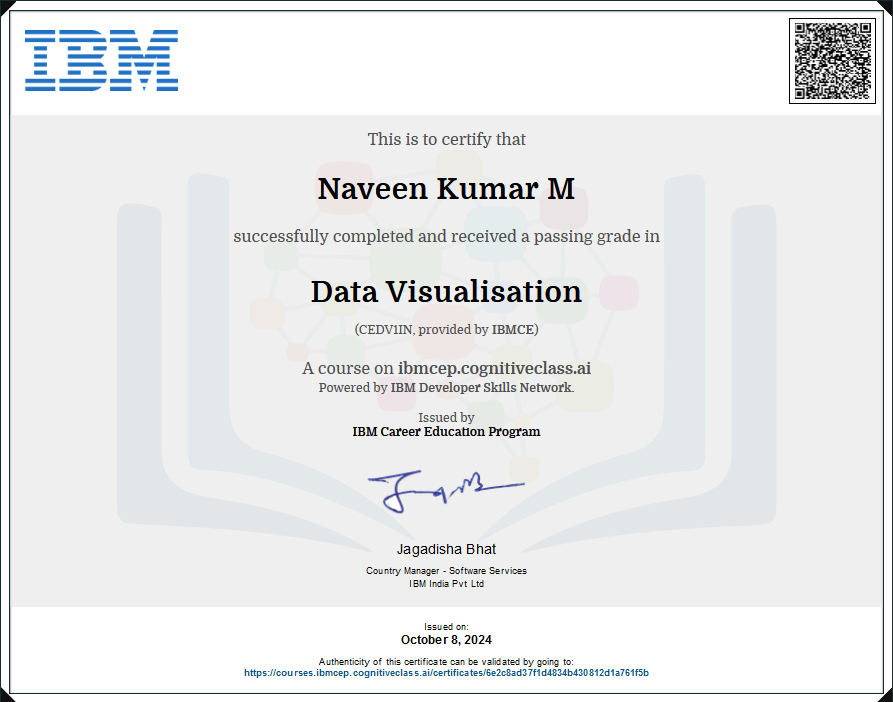 IBM
This is to certify that
Naveen Kumar M
successfully completed and received a passing grade in
Data Visualisation
(CEDV1IN, provided by IBMCE)
A course on ibmcep.cognitiveclass.ai
Powered by IBM Developer Skills Network.
Issued by
IBM Career Education Program
Jagadisha Bhat
Country Manager - Software Services
IBM India Pvt Ltd
Issued on:
October 8, 2024
Authenticity of this certificate can be validated by going to:
https://courses.ibmcep.cognitiveclass.ai/certificates/6e2c8ad37f1d4834b430812d1a761f5b